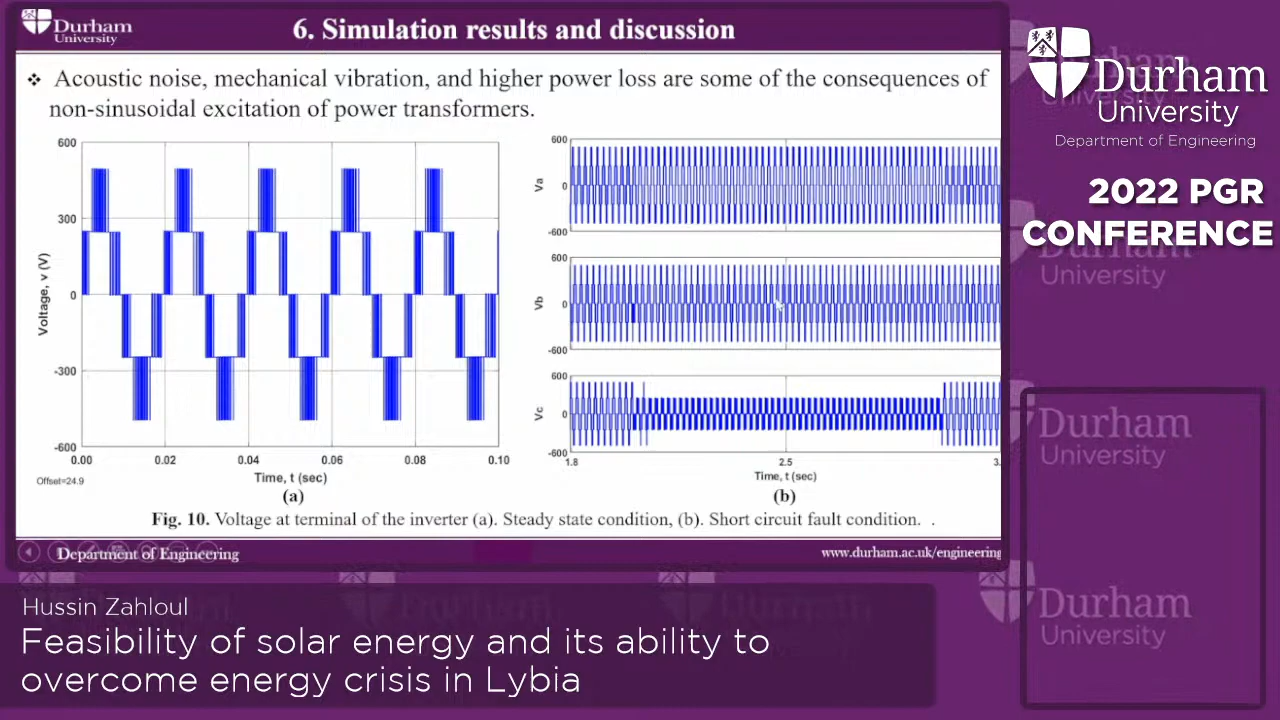 Durham
University
6. Simulation results and discussion
❖ Acoustic noise, mechanical vibration, and higher power loss are some of the consequences of
non-sinusoidal excitation of power transformers.
600
300
0
-300
-600
Voltage, v (V)
0.00 0.02 0.04 0.06 0.08 0.10
Offset=24.9
Time, t (sec)
(a)
600
0
-600
Va
600
0
-600
Vb
600
0
-600
Vc
1.8 2.5 3.
Time, t (sec)
(b)
Fig. 10. Voltage at terminal of the inverter (a). Steady state condition, (b). Short circuit fault condition. .
Department of Engineering
www.durham.ac.uk/engineering
Durham
University
Department of Engineering
2022 PGR
CONFERENCE
University
Durham
University
Durham
University
Hussin Zahloul
Feasibility of solar energy and its ability to
overcome energy crisis in Lybia